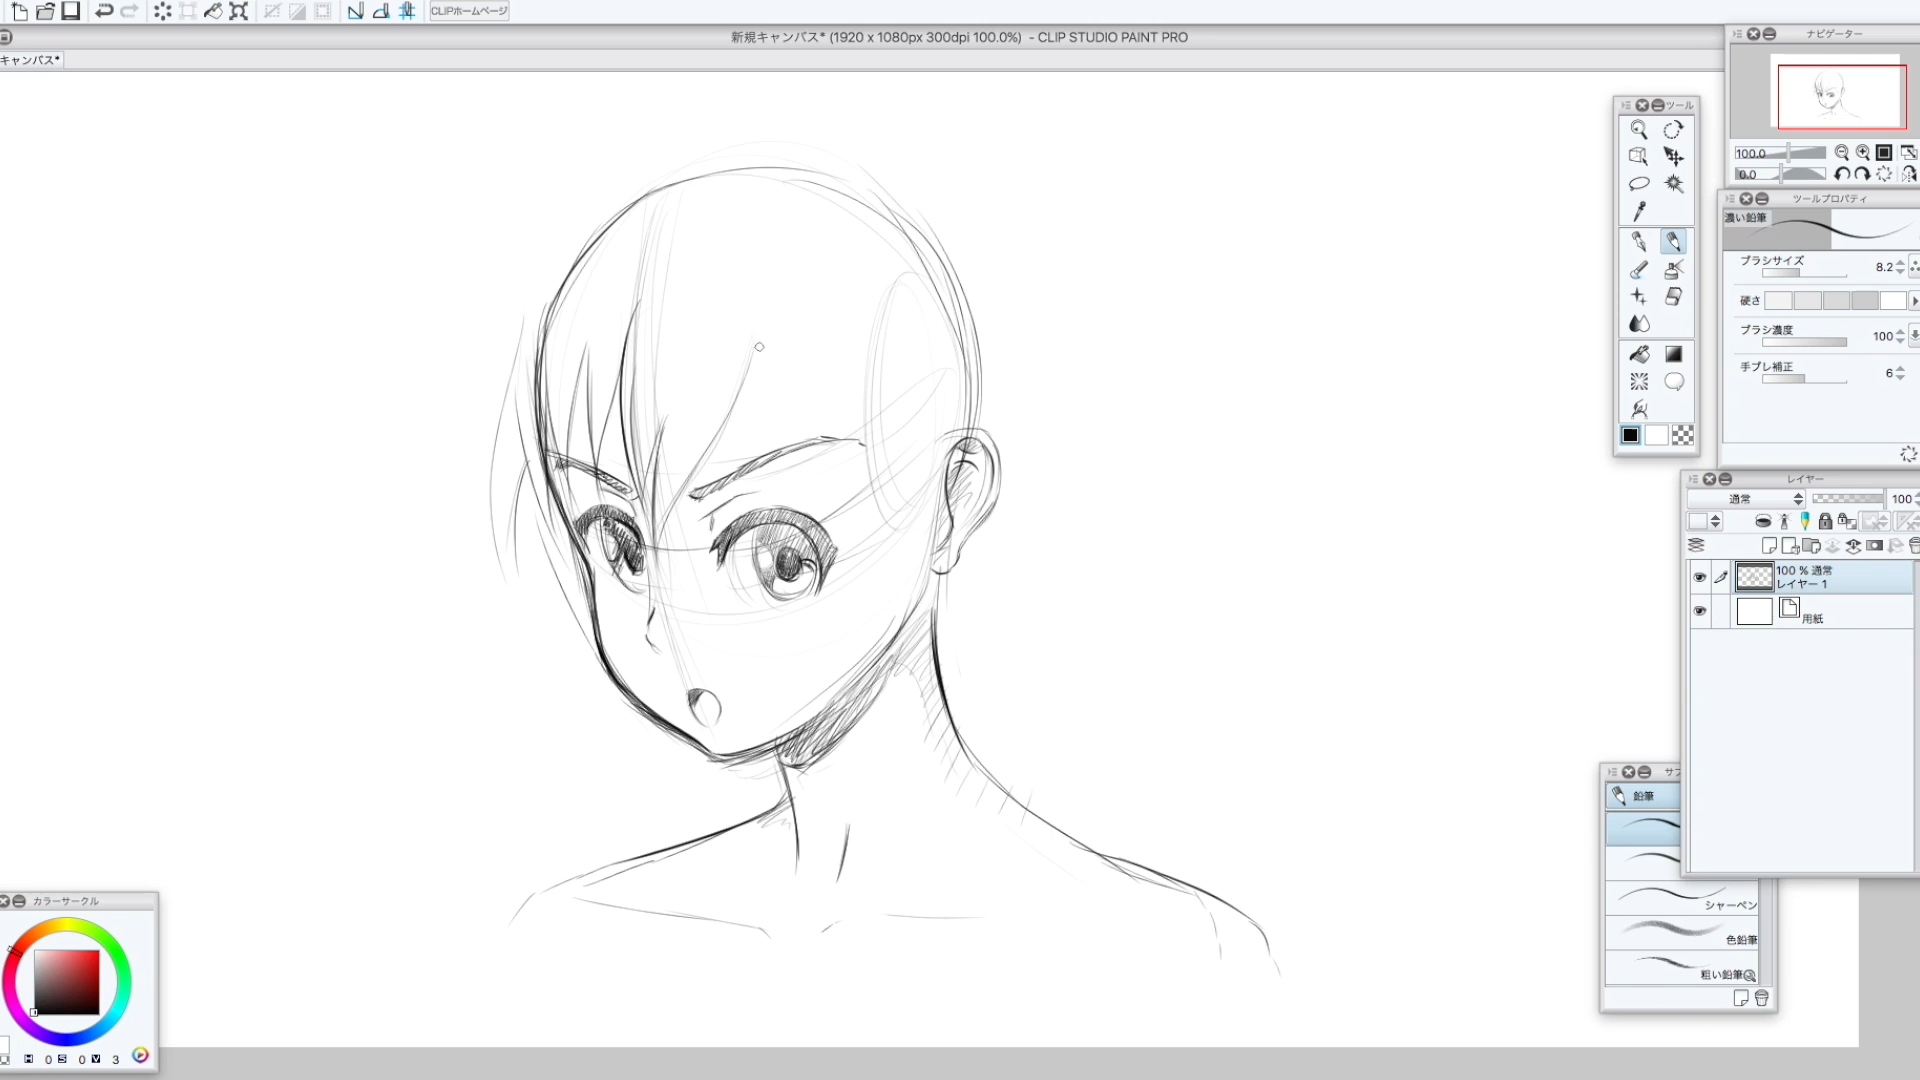 CLIPホームページ
新規キャンバス* (1920 x 1080px 300dpi 100.0%) - CLIP STUDIO PAINT PRO
キャンバス*
ナビゲーター
100.0
0.0
ツール
ツールプロパティ
濃い鉛筆
ブラシサイズ
8.2
硬さ
ブラシ濃度
100
手ブレ補正
6
レイヤー
通常
100
100 % 通常
レイヤー 1
用紙
サブ
鉛筆
シャーペン
色鉛筆
粗い鉛筆
カラーサークル
H 0 S 0 V 3